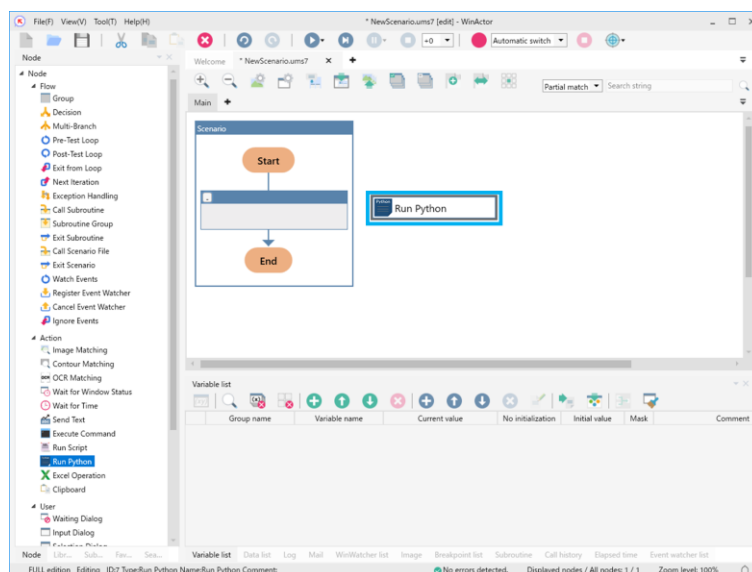 File(F) View(V) Tool(T) Help(H)
* NewScenario.ums7 [edit] - WinActor
+0
Automatic switch
Node
Welcome
* NewScenario.ums7
Node
Flow
Group
Decision
Multi-Branch
Pre-Test Loop
Post-Test Loop
Exit from Loop
Next Iteration
Exception Handling
Call Subroutine
Subroutine Group
Exit Subroutine
Call Scenario File
Exit Scenario
Watch Events
Register Event Watcher
Cancel Event Watcher
Ignore Events
Action
Image Matching
Contour Matching
OCR Matching
Wait for Window Status
Wait for Time
Send Text
Execute Command
Run Script
Run Python
Excel Operation
Clipboard
User
Waiting Dialog
Input Dialog
Selection Dialog
Node Libr... Sub... Fav... Sea...
Partial match
Search string
Main
Scenario
Start
End
Python
Run Python
Variable list
Group name Variable name Current value No initialization Initial value Mask Comment
Variable list Data list Log Mail WinWatcher list Image Breakpoint list Subroutine Call history Elapsed time Event watcher list
FULL edition Editing ID:7 Type:Run Python Name:Run Python Comment:
No errors detected. Displayed nodes / All nodes: 1 / 1 Zoom level: 100%